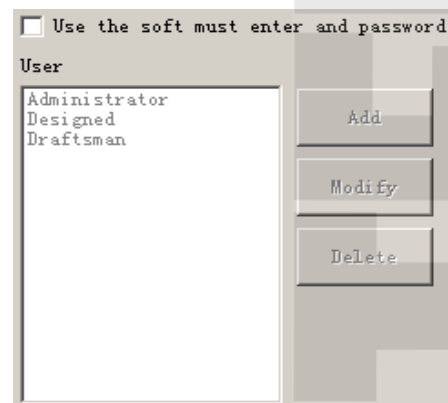 Use the soft must enter and password
User
Administrator
Designed
Draftsman
Add
Modify
Delete